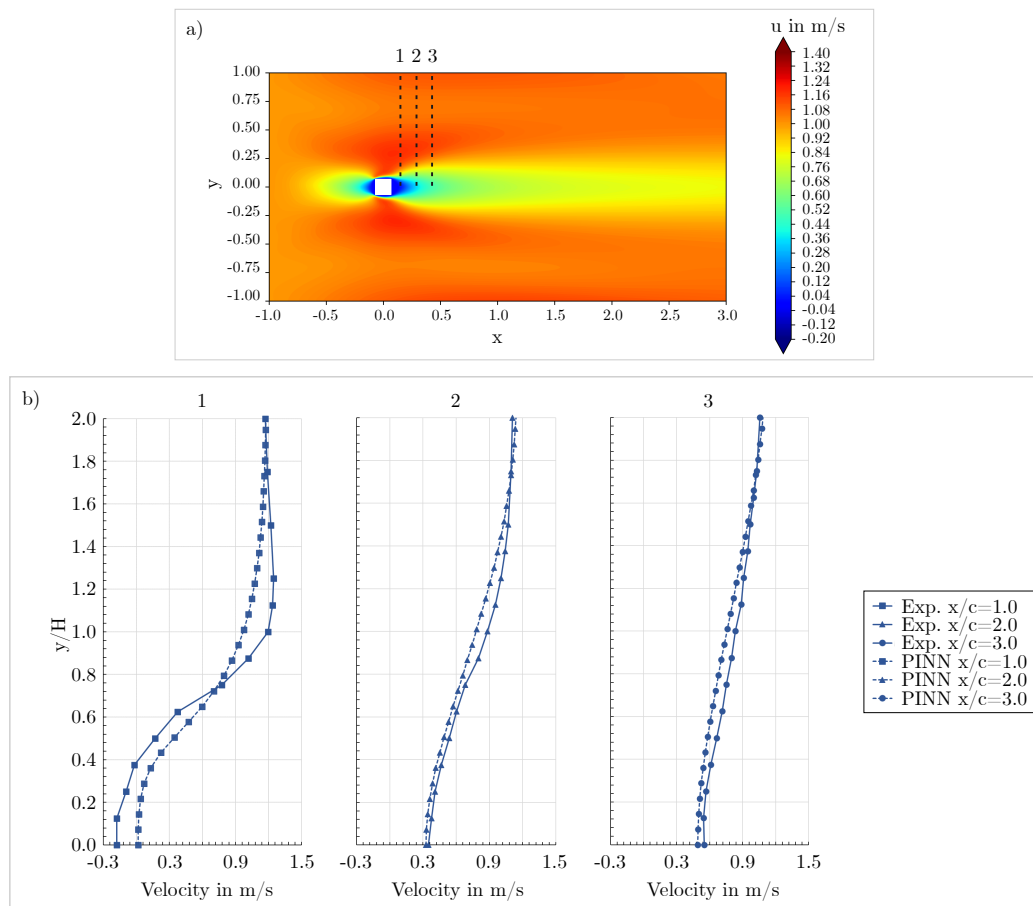 a)
u in m/s
1 2 3
1.00
0.75
0.50
0.25
0.00
-0.25
-0.50
-0.75
-1.00
y
-1.0 -0.5 0.0 0.5 1.0 1.5 2.0 2.5 3.0
x
1.40
1.32
1.24
1.16
1.08
1.00
0.92
0.84
0.76
0.68
0.60
0.52
0.44
0.36
0.28
0.20
0.12
0.04
-0.04
-0.12
-0.20
b)
1 2 3
2.0
1.8
1.6
1.4
1.2
1.0
0.8
0.6
0.4
0.2
0.0
y/H
-0.3 0.3 0.9 1.5 -0.3 0.3 0.9 1.5 -0.3 0.3 0.9 1.5
Velocity in m/s Velocity in m/s Velocity in m/s
Exp. x/c=1.0
Exp. x/c=2.0
Exp. x/c=3.0
PINN x/c=1.0
PINN x/c=2.0
PINN x/c=3.0